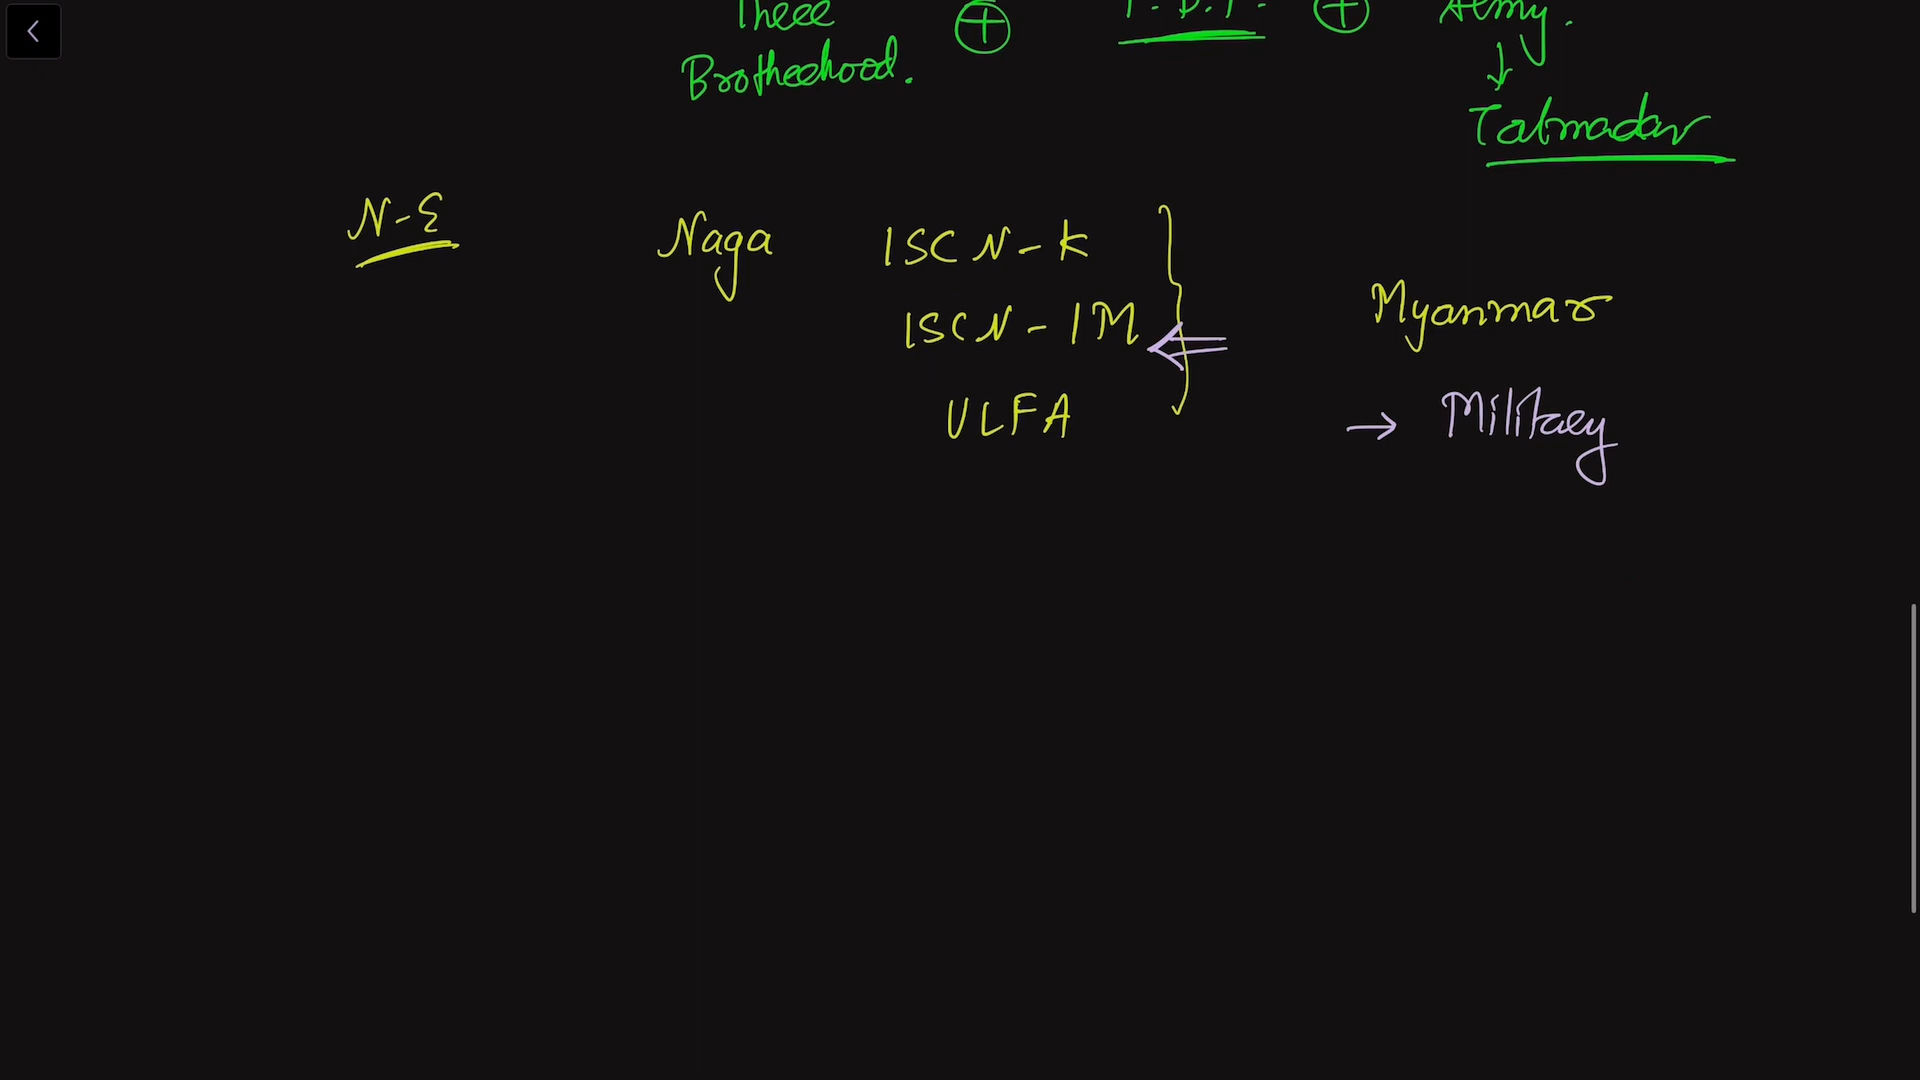 Three ⊕ P.D.F. ⊕ Army.
Brotherhood. ↓
Tatmadaw
N-E Naga ISCN-K
ISCN-IM Myanmar
ULFA → Military